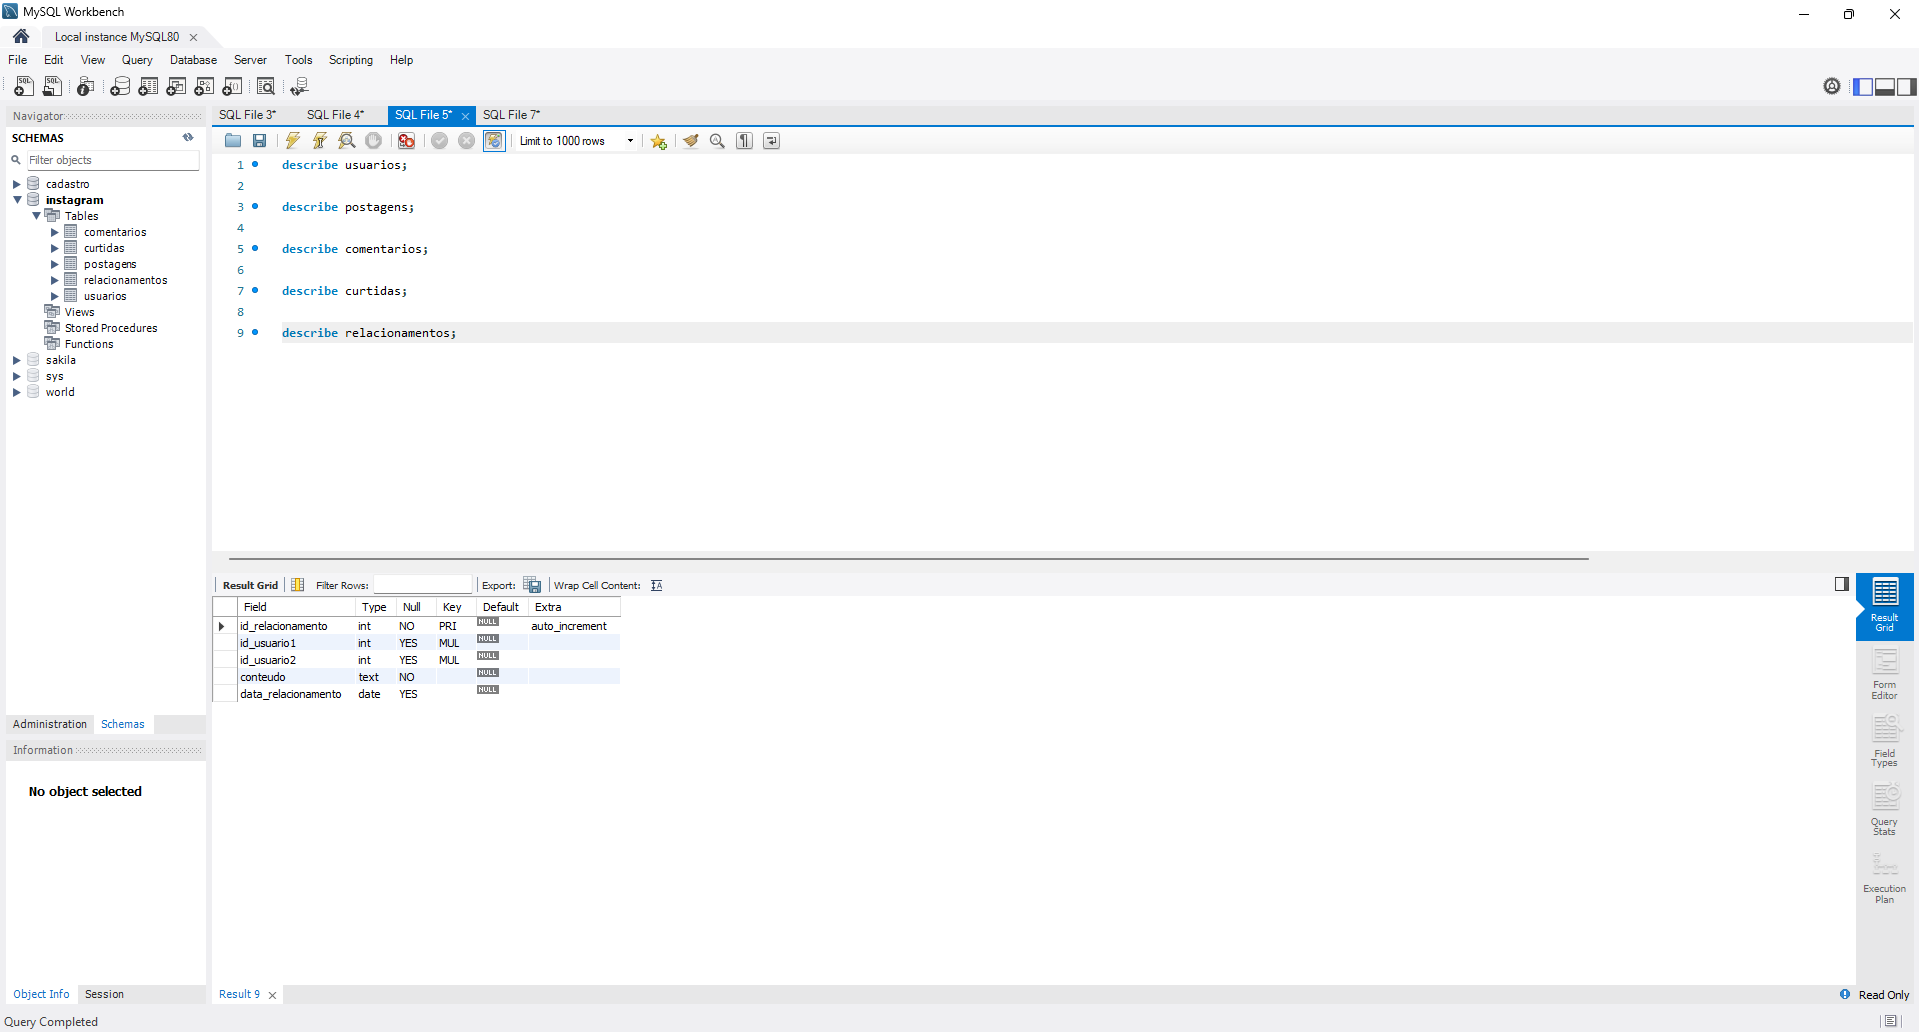 MySQL Workbench
Local instance MySQL80
File Edit View Query Database Server Tools Scripting Help
Navigator
SCHEMAS
Filter objects
cadastro
instagram
Tables
comentarios
curtidas
postagens
relacionamentos
usuarios
Views
Stored Procedures
Functions
sakila
sys
world
Administration Schemas
Information
No object selected
Object Info Session
SQL File 3* SQL File 4* SQL File 5* SQL File 7*
Limit to 1000 rows
1 describe usuarios;
2
3 describe postagens;
4
5 describe comentarios;
6
7 describe curtidas;
8
9 describe relacionamentos;
Result Grid Filter Rows: Export: Wrap Cell Content:
Field Type Null Key Default Extra
id_relacionamento int NO PRI NULL auto_increment
id_usuario1 int YES MUL NULL
id_usuario2 int YES MUL NULL
conteudo text NO NULL
data_relacionamento date YES NULL
Result
Grid
Form
Editor
Field
Types
Query
Stats
Execution
Plan
Result 9
Read Only
Query Completed